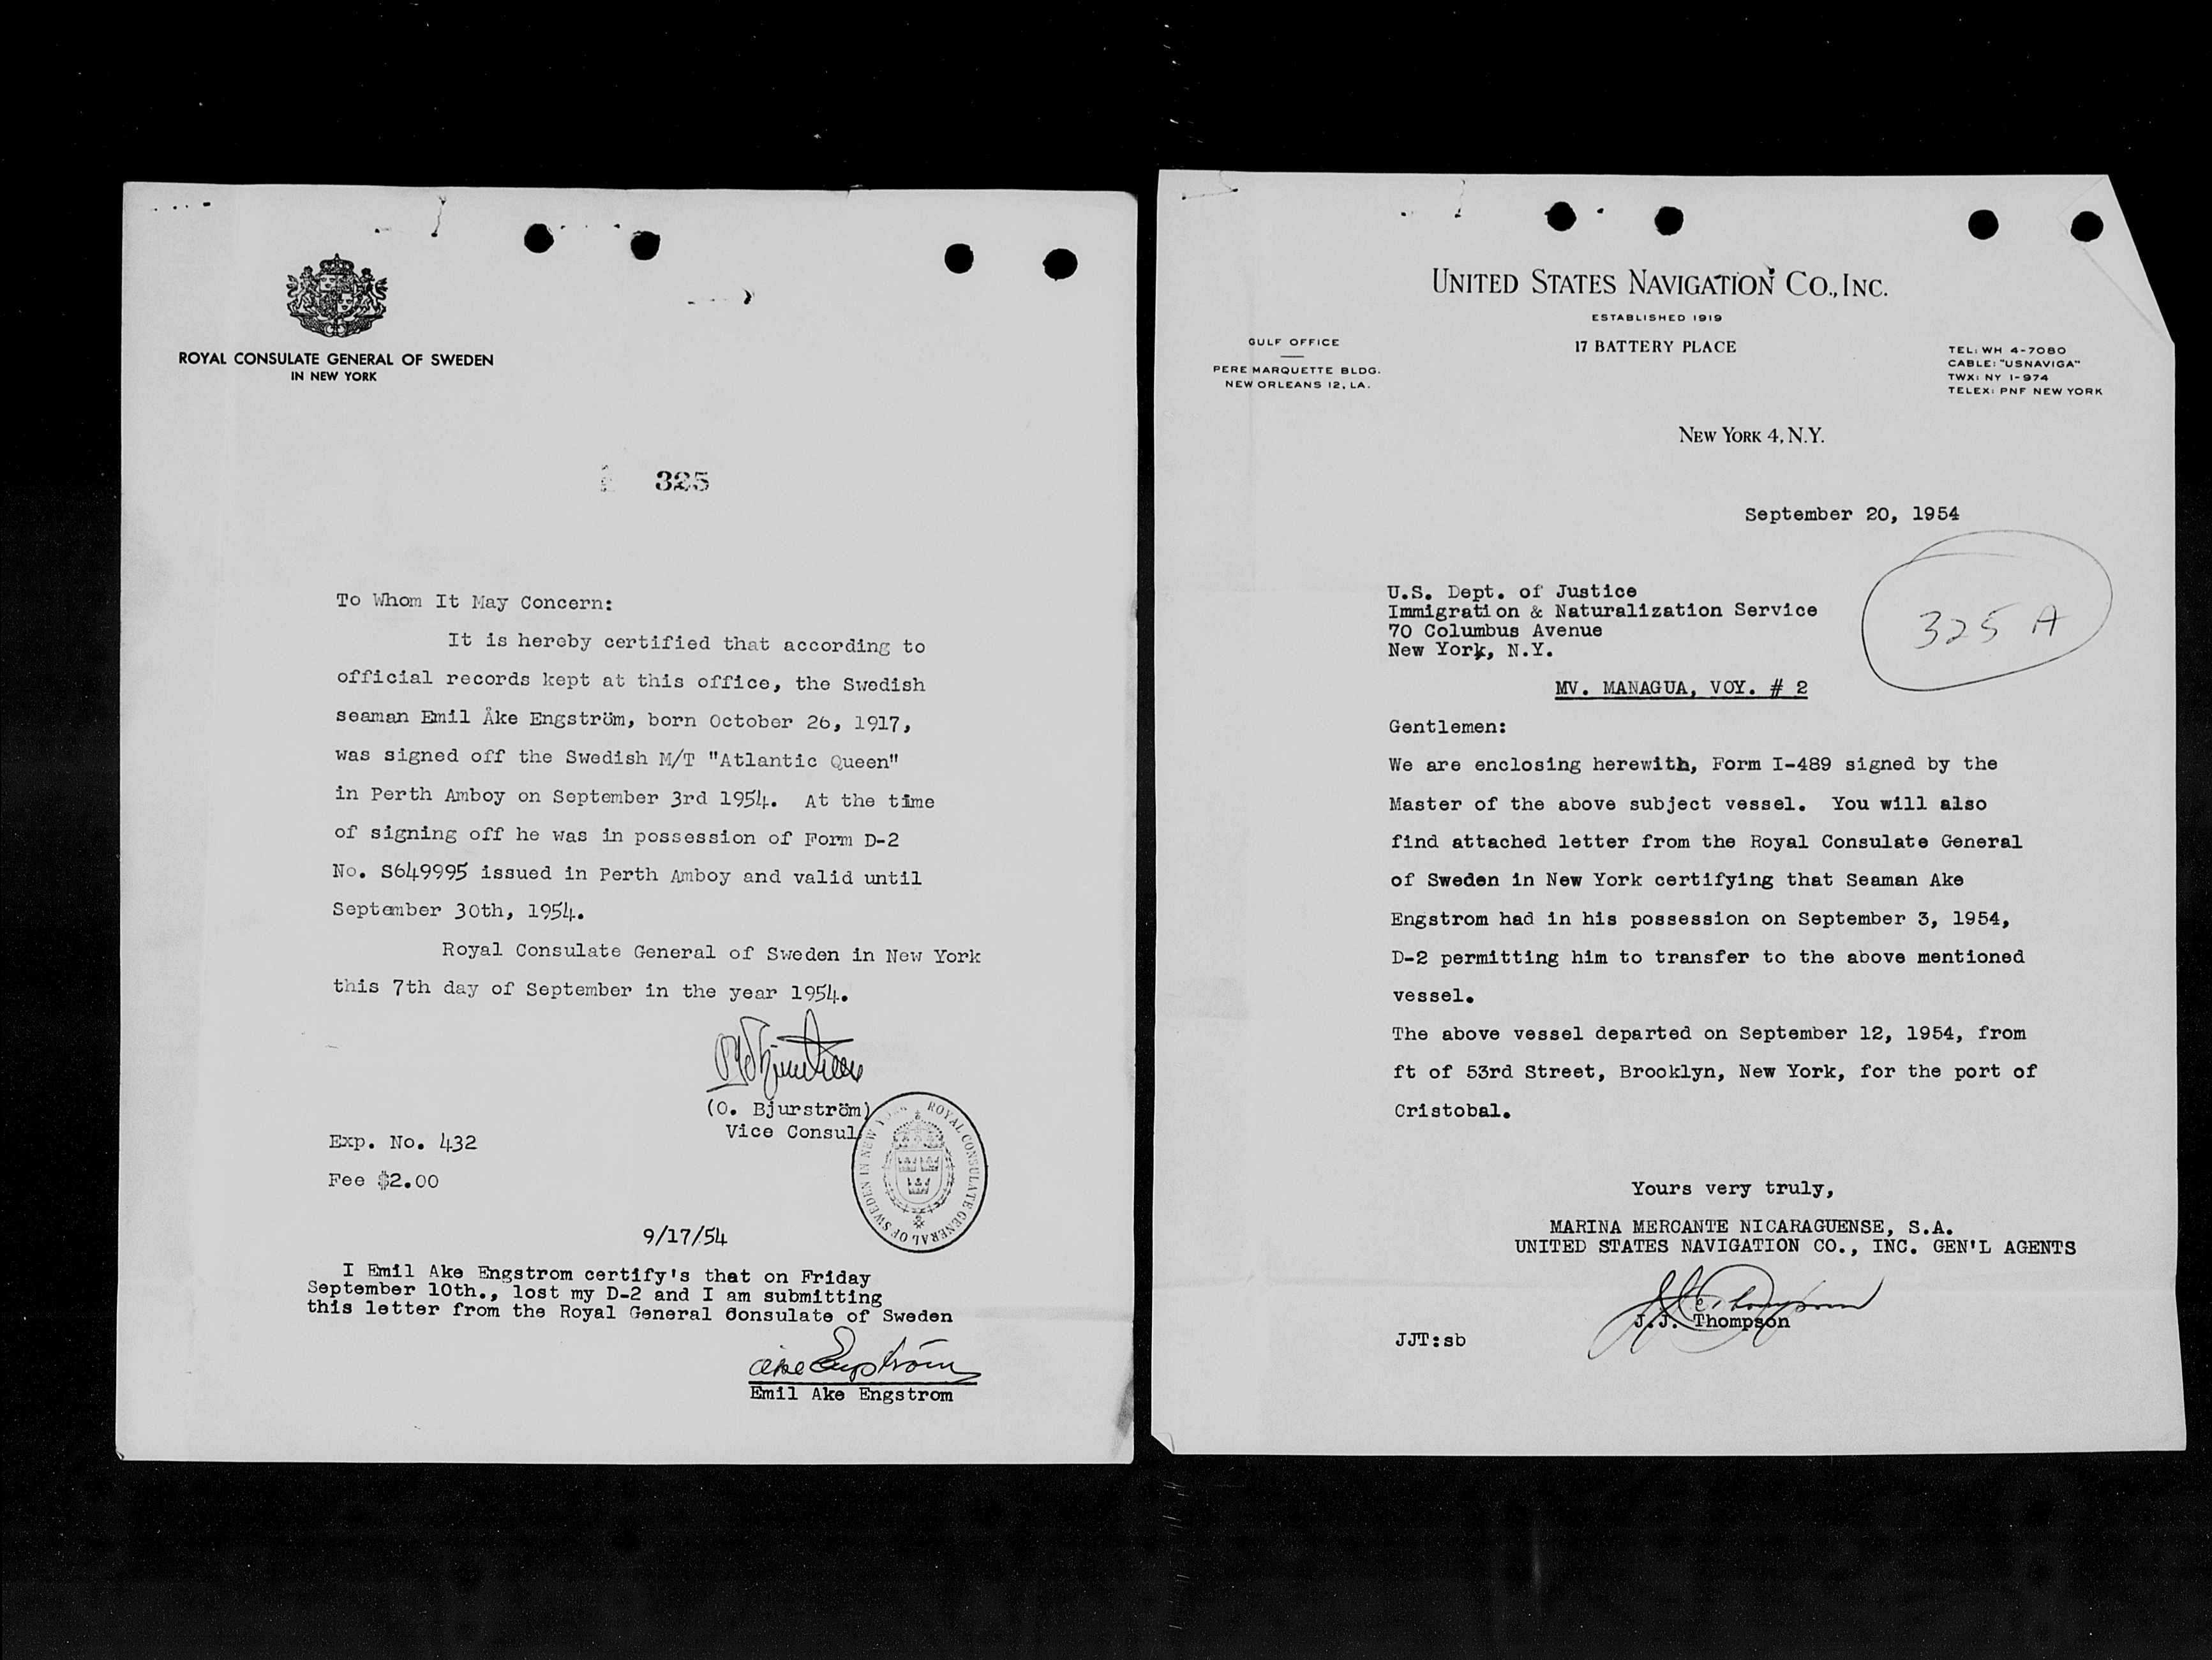 ROYAL CONSULATE GENERAL OF SWEDEN
IN NEW YORK
325
To Whom It May Concern:
It is hereby certified that according to
official records kept at this office, the Swedish
seaman Emil Åke Engström, born October 26, 1917,
was signed off the Swedish M/T "Atlantic Queen"
in Perth Amboy on September 3rd 1954. At the time
of signing off he was in possession of Form D-2
No. S649995 issued in Perth Amboy and valid until
September 30th, 1954.
Royal Consulate General of Sweden in New York
this 7th day of September in the year 1954.
(O. Bjurström)
Vice Consul
ROYAL CONSULATE GENERAL OF SWEDEN IN NEW YORK
Exp. No. 432
Fee $2.00
9/17/54
I Emil Ake Engstrom certify's that on Friday
September 10th., lost my D-2 and I am submitting
this letter from the Royal General Consulate of Sweden
Åke Engström
Emil Ake Engstrom
UNITED STATES NAVIGATION CO., INC.
ESTABLISHED 1919
17 BATTERY PLACE
GULF OFFICE
PERE MARQUETTE BLDG.
NEW ORLEANS 12, LA.
TEL: WH 4-7080
CABLE: "USNAVIGA"
TWX: NY 1-974
TELEX: PNF NEW YORK
NEW YORK 4, N.Y.
September 20, 1954
325 A
U.S. Dept. of Justice
Immigration & Naturalization Service
70 Columbus Avenue
New York, N.Y.
MV. MANAGUA, VOY. # 2
Gentlemen:
We are enclosing herewith, Form I-489 signed by the
Master of the above subject vessel. You will also
find attached letter from the Royal Consulate General
of Sweden in New York certifying that Seaman Ake
Engstrom had in his possession on September 3, 1954,
D-2 permitting him to transfer to the above mentioned
vessel.
The above vessel departed on September 12, 1954, from
ft of 53rd Street, Brooklyn, New York, for the port of
Cristobal.
Yours very truly,
MARINA MERCANTE NICARAGUENSE, S.A.
UNITED STATES NAVIGATION CO., INC. GEN'L AGENTS
J.J. Thompson
JJT:sb